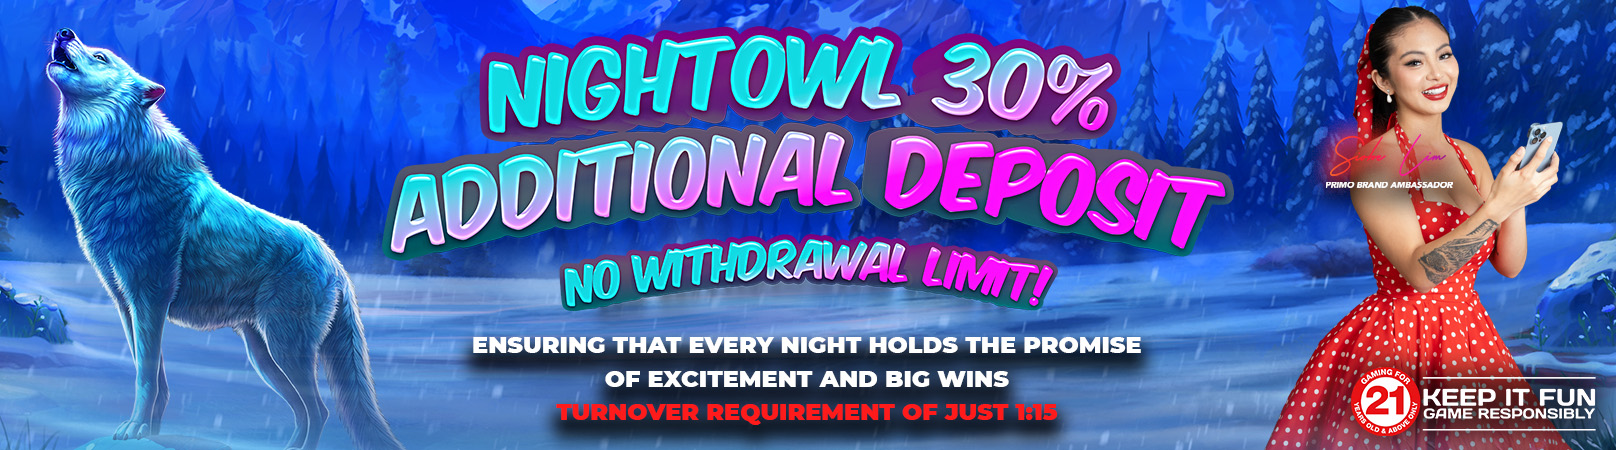 NIGHTOWL 30%
ADDITIONAL DEPOSIT
NO WITHDRAWAL LIMIT!
ENSURING THAT EVERY NIGHT HOLDS THE PROMISE
OF EXCITEMENT AND BIG WINS
TURNOVER REQUIREMENT OF JUST 1:15
Lim
PRIMO BRAND AMBASSADOR
GAMING FOR
21
YEARS OLD & ABOVE ONLY
KEEP IT FUN
GAME RESPONSIBLY